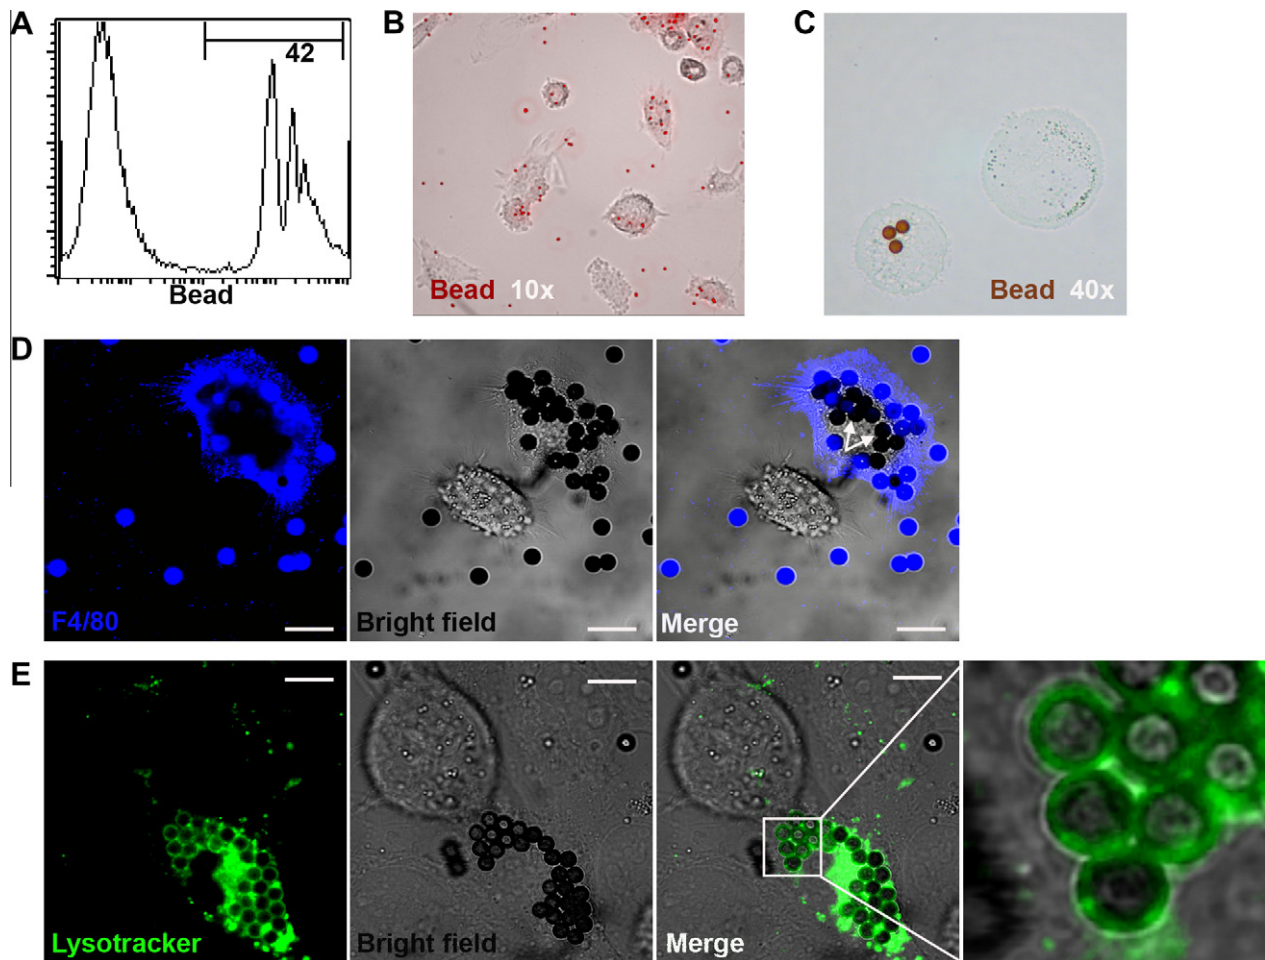 A
42
Bead
B
Bead 10x
C
Bead 40x
D
F4/80
Bright field
Merge
E
Lysotracker
Bright field
Merge